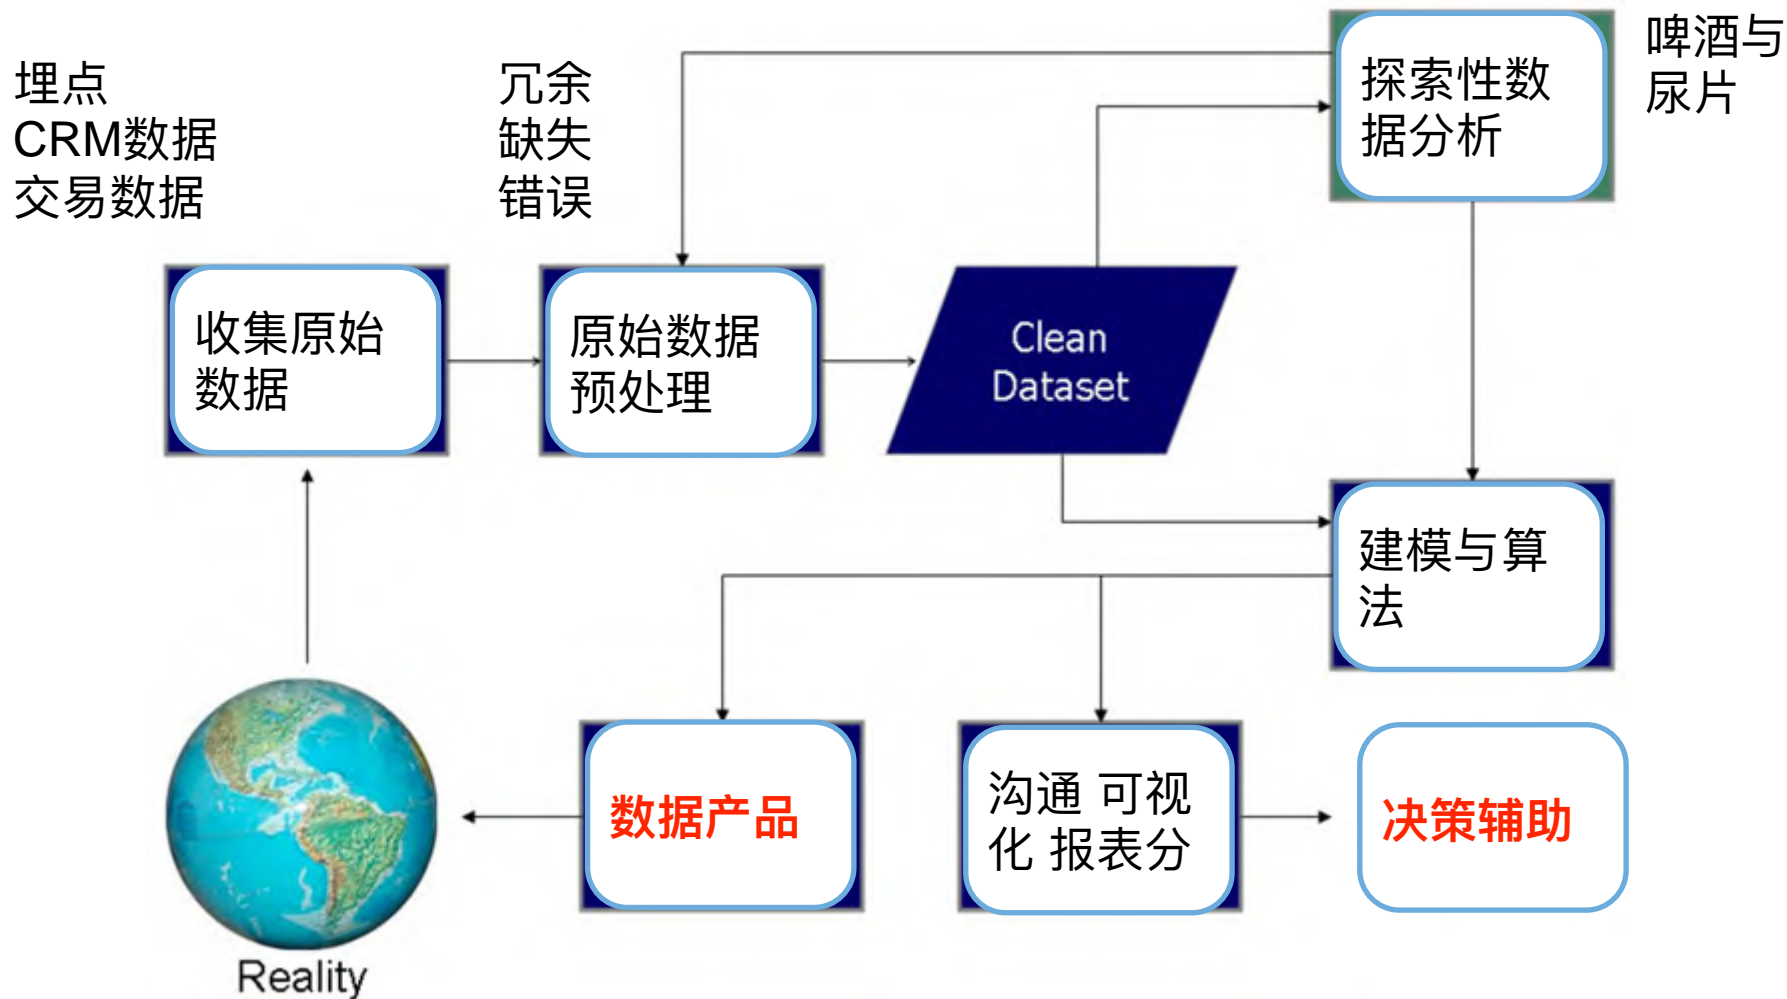 埋点
CRM数据
交易数据
冗余
缺失
错误
探索性数
据分析
啤酒与
尿片
收集原始
数据
原始数据
预处理
Clean
Dataset
建模与算
法
数据产品
沟通 可视
化 报表分
决策辅助
Reality